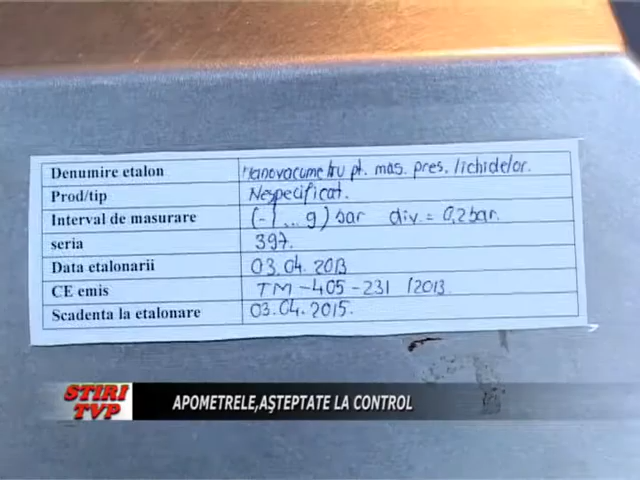 Denumire etalon Manovacumetru pt. mas. pres. lichidelor.
Prod/tip Nespecificat.
Interval de masurare (-1 ... 9) bar div. = 0,2 bar.
seria 397.
Data etalonarii 03.04.2013
CE emis TM-405-231 /2013
Scadenta la etalonare 03.04.2015.
STIRI TVP
APOMETRELE,AŞTEPTATE LA CONTROL